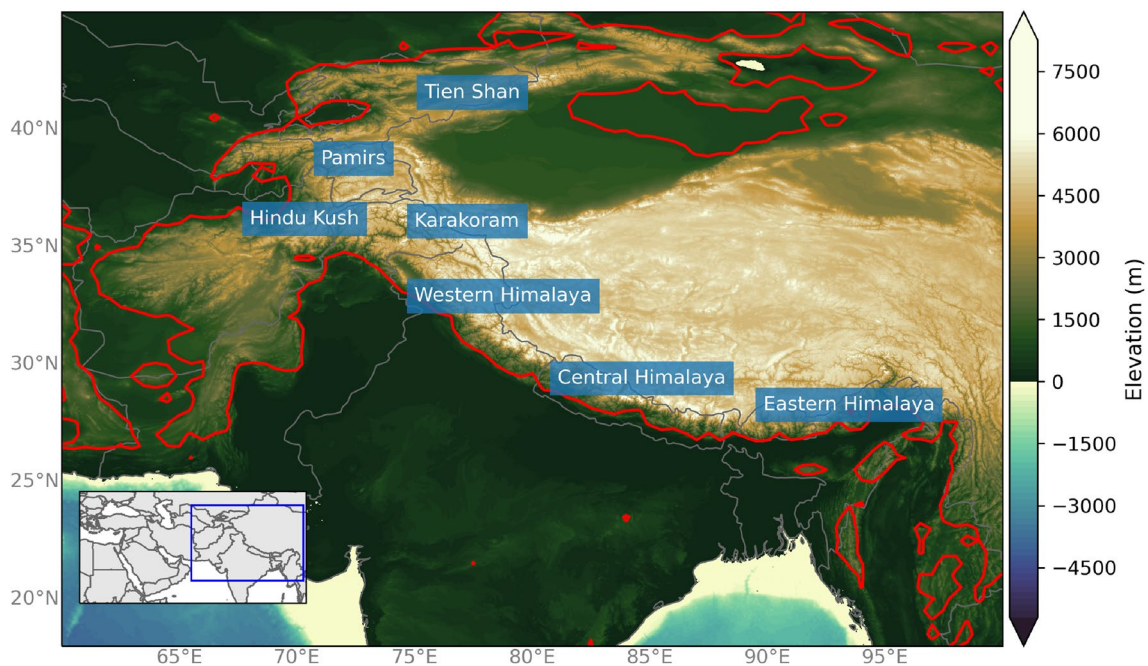 Tien Shan
Pamirs
Hindu Kush
Karakoram
Western Himalaya
Central Himalaya
Eastern Himalaya
40°N
35°N
30°N
25°N
20°N
65°E
70°E
75°E
80°E
85°E
90°E
95°E
7500
6000
4500
3000
1500
0
−1500
−3000
−4500
Elevation (m)